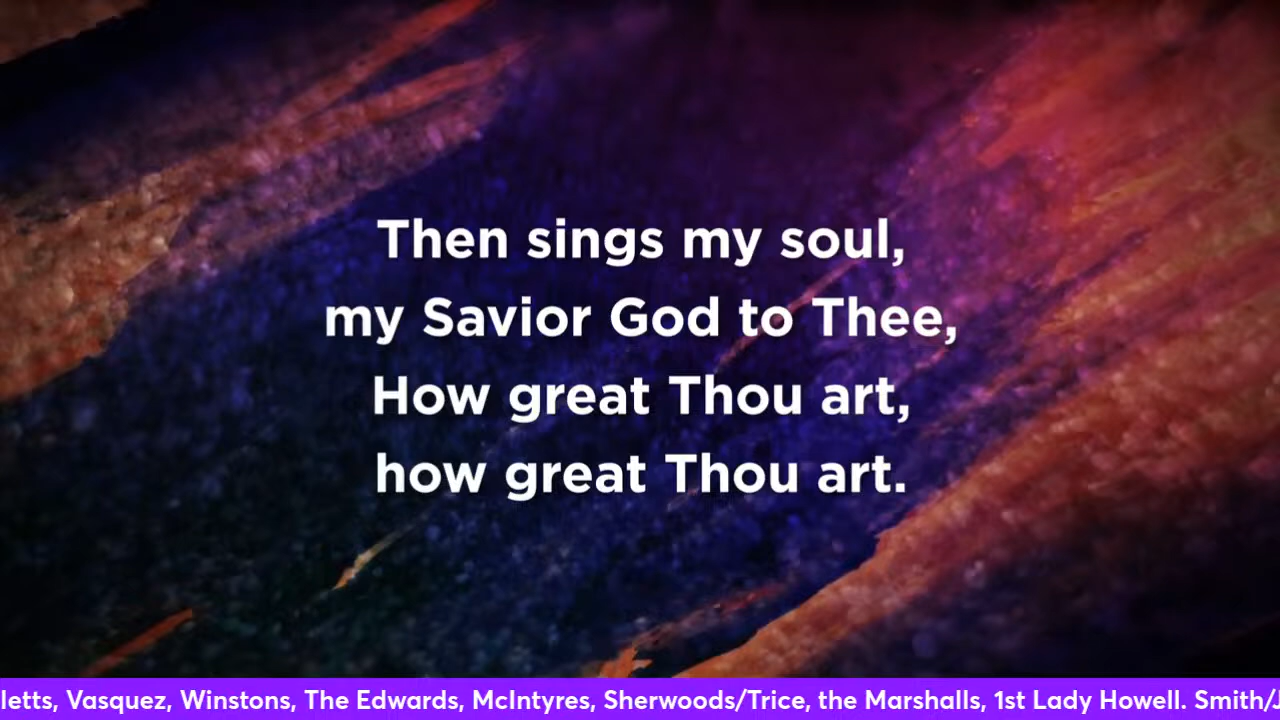 Then sings my soul,
my Savior God to Thee,
How great Thou art,
how great Thou art.
Vasquez, Winstons, The Edwards, McIntyres, Sherwoods/Trice, the Marshalls, 1st Lady Howell. Smith/